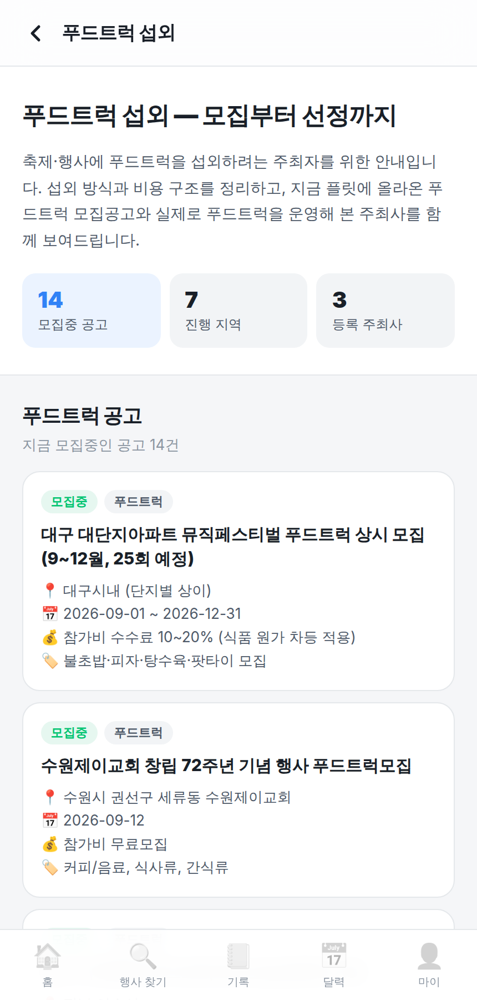 푸드트럭 섭외
푸드트럭 섭외 — 모집부터 선정까지
축제·행사에 푸드트럭을 섭외하려는 주최자를 위한 안내입니
다. 섭외 방식과 비용 구조를 정리하고, 지금 플릿에 올라온 푸
드트럭 모집공고와 실제로 푸드트럭을 운영해 본 주최사를 함
께 보여드립니다.
14
모집중 공고
7
진행 지역
3
등록 주최사
푸드트럭 공고
지금 모집중인 공고 14건
모집중 푸드트럭
대구 대단지아파트 뮤직페스티벌 푸드트럭 상시 모집
(9~12월, 25회 예정)
📍 대구시내 (단지별 상이)
📅 2026-09-01 ~ 2026-12-31
💰 참가비 수수료 10~20% (식품 원가 차등 적용)
🏷️ 불초밥·피자·탕수육·팟타이 모집
모집중 푸드트럭
수원제이교회 창립 72주년 기념 행사 푸드트럭모집
📍 수원시 권선구 세류동 수원제이교회
📅 2026-09-12
💰 참가비 무료모집
🏷️ 커피/음료, 식사류, 간식류
홈
행사 찾기
기록
달력
마이